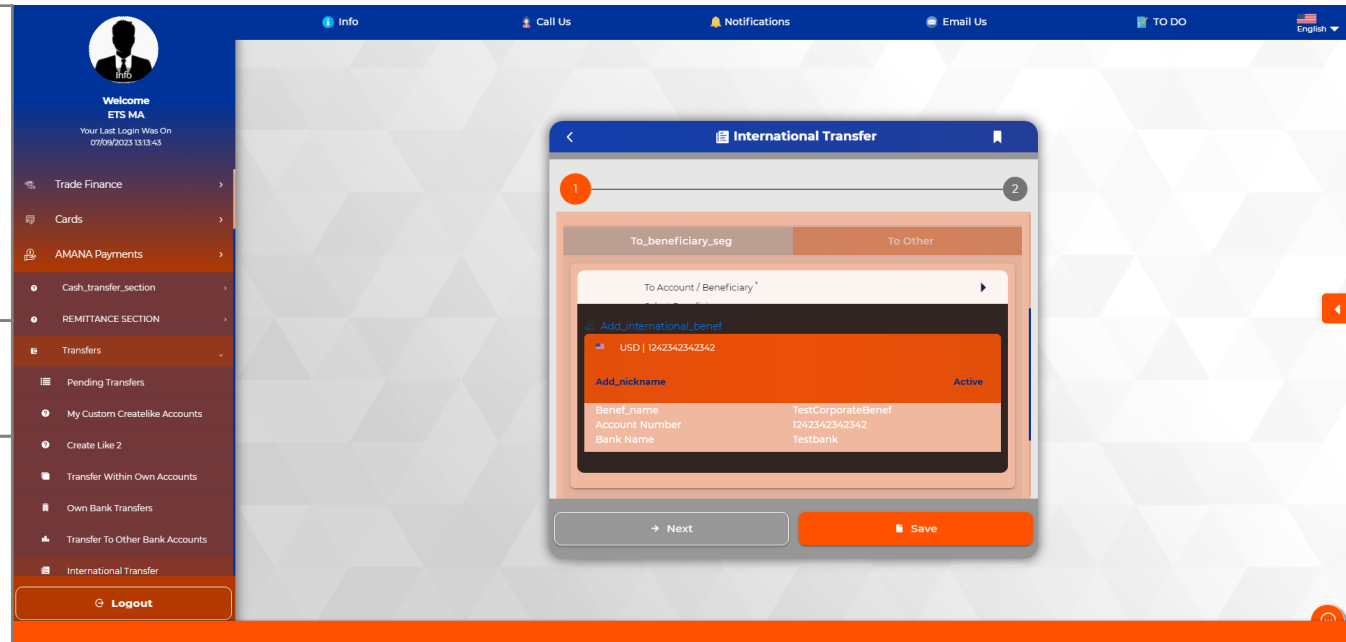 Info
Call Us
Notifications
Email Us
TO DO
English
Info
Welcome
ETS MA
Your Last Login Was On
07/09/2023 13:13:43
Trade Finance
Cards
AMANA Payments
Cash_transfer_section
REMITTANCE SECTION
Transfers
Pending Transfers
My Custom Createlike Accounts
Create Like 2
Transfer Within Own Accounts
Own Bank Transfers
Transfer To Other Bank Accounts
International Transfer
Logout
International Transfer
1
2
To_beneficiary_seg To Other
To Account / Beneficiary *
Add_international_benef
USD | 1242342342342
Add_nickname Active
Benef_name TestCorporateBenef
Account Number 1242342342342
Bank Name Testbank
Next
Save